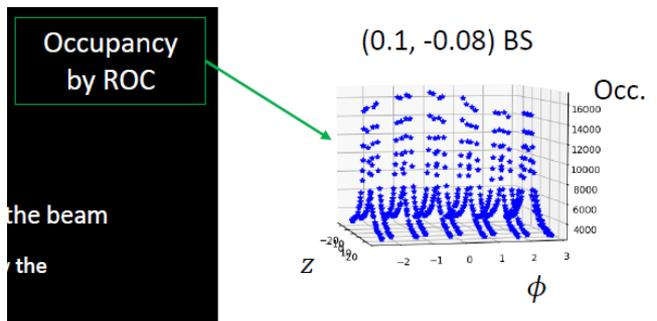 Occupancy
by ROC
(0.1, -0.08) BS
Occ.
16000
14000
12000
10000
8000
6000
4000
the beam
the
z
-2 -1 0 1 2 3
ϕ